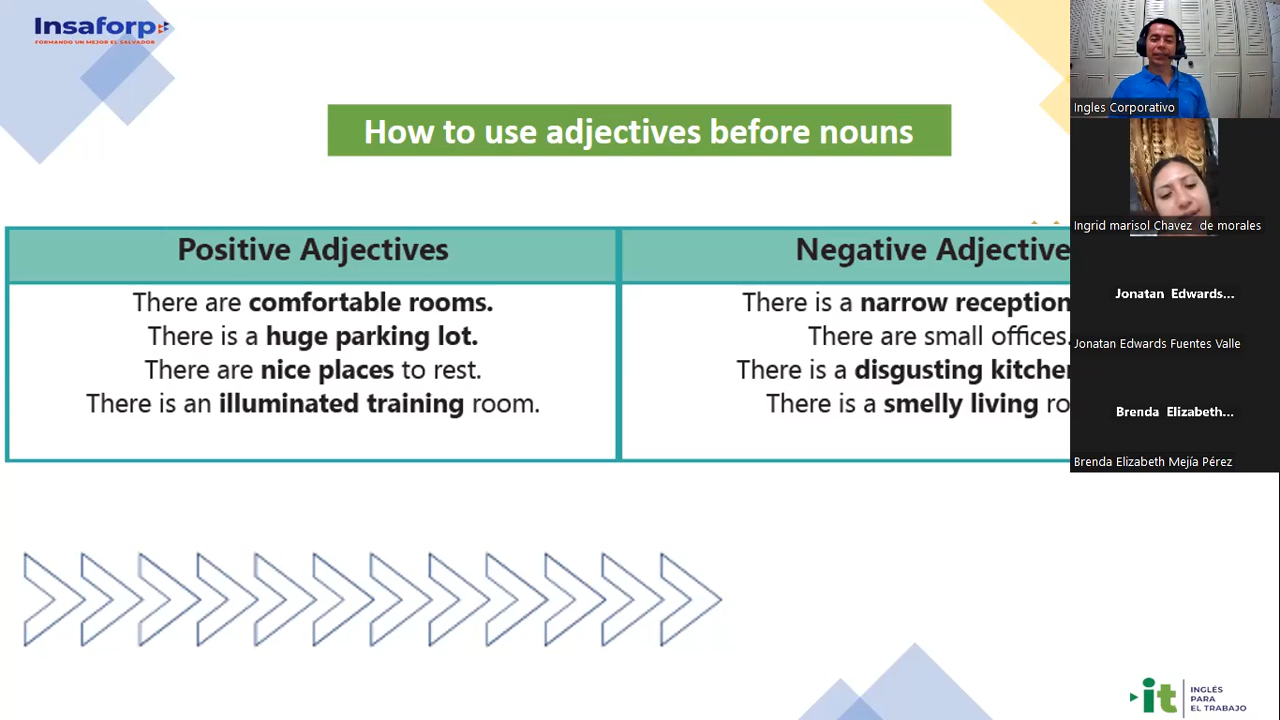 Insaforp
FORMANDO UN MEJOR EL SALVADOR
How to use adjectives before nouns
Positive Adjectives
There are comfortable rooms.
There is a huge parking lot.
There are nice places to rest.
There is an illuminated training room.
Negative Adjective
There is a narrow reception
There are small offices.
There is a disgusting kitchen
There is a smelly living ro
Ingles Corporativo
Ingrid marisol Chavez de morales
Jonatan Edwards...
Jonatan Edwards Fuentes Valle
Brenda Elizabeth...
Brenda Elizabeth Mejía Pérez
it
INGLÉS
PARA
EL TRABAJO